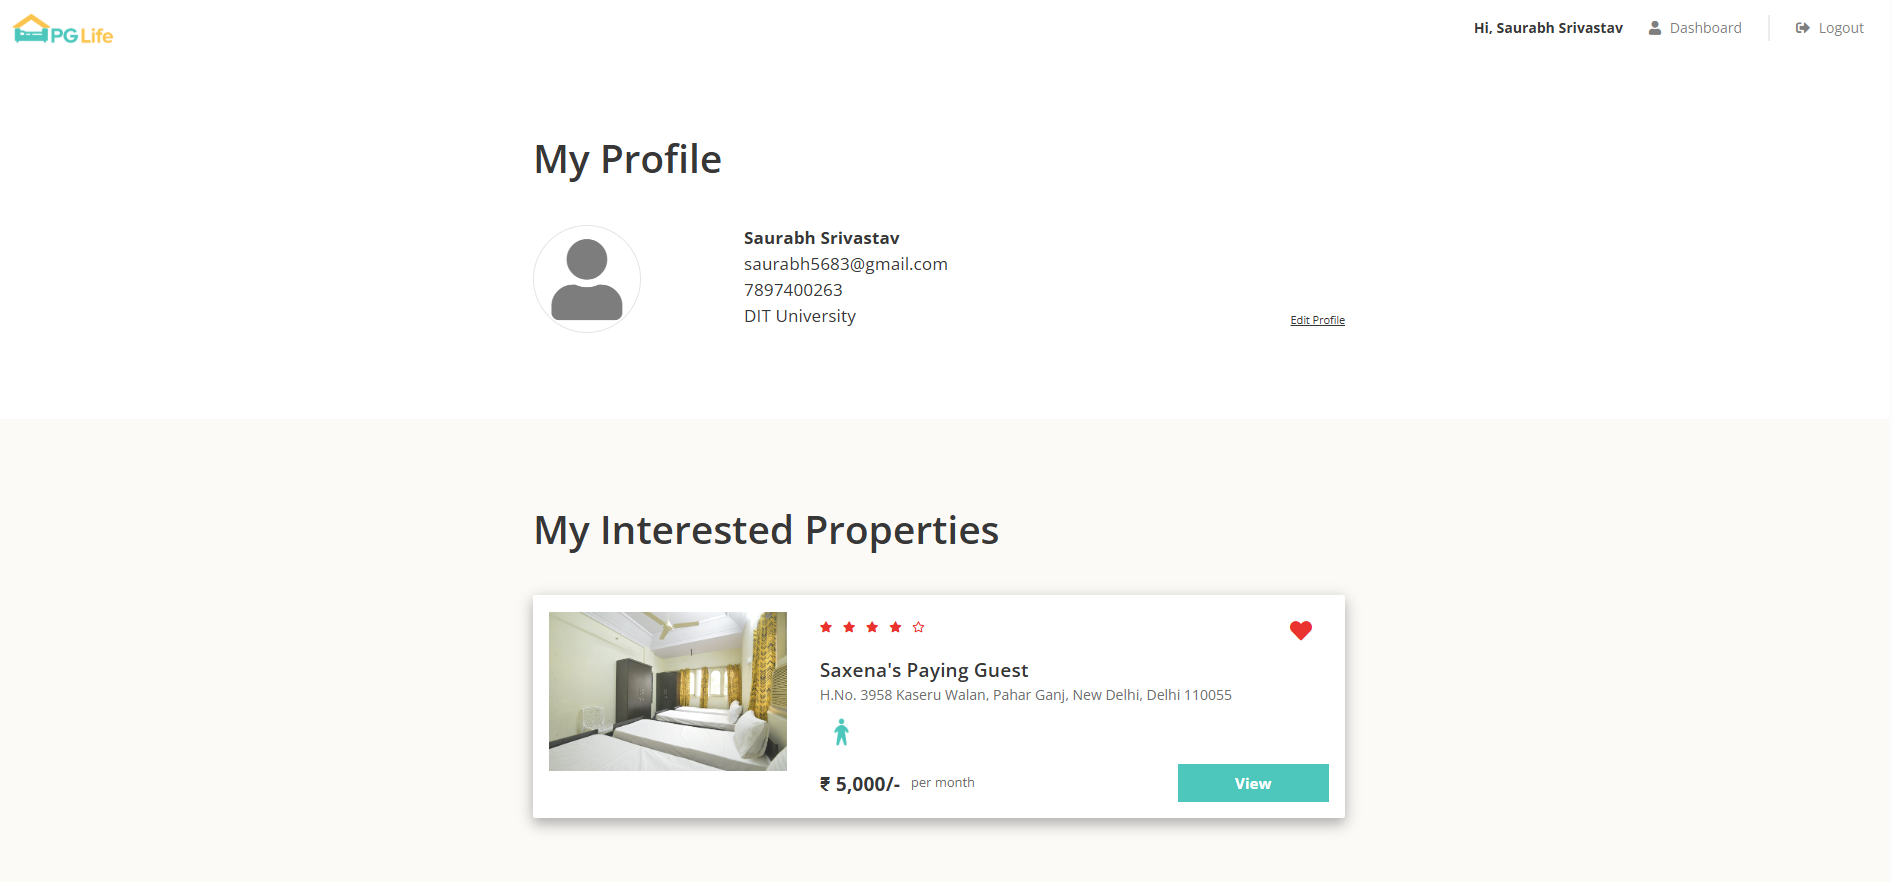 PG Life
Hi, Saurabh Srivastav
Dashboard
Logout
My Profile
Saurabh Srivastav
saurabh5683@gmail.com
7897400263
DIT University
Edit Profile
My Interested Properties
Saxena's Paying Guest
H.No. 3958 Kaseru Walan, Pahar Ganj, New Delhi, Delhi 110055
₹ 5,000/- per month
View